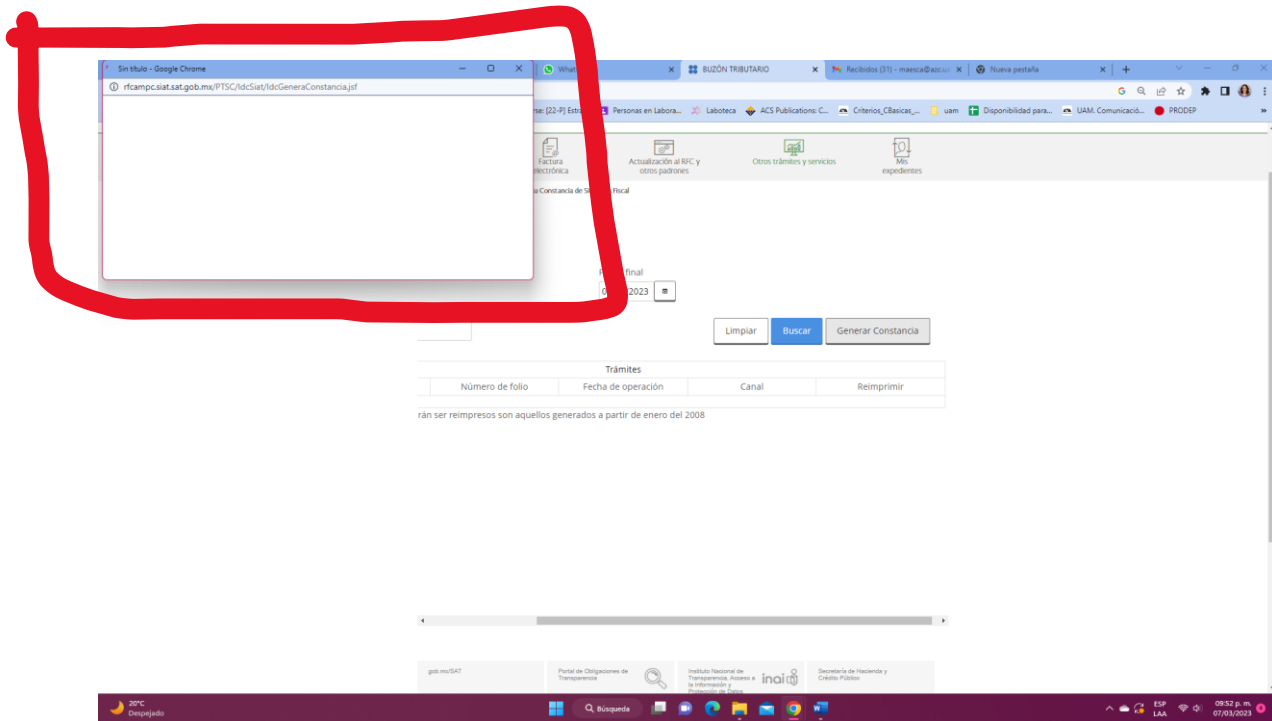 Sin título - Google Chrome
rfcampc.siat.sat.gob.mx/PTSC/IdcSiat/IdcGeneraConstancia.jsf
BUZÓN TRIBUTARIO
Recibidos (31) - maesca@azc.u
Nueva pestaña
Personas en Labora...
Laboteca
ACS Publications: C...
Criterios_CBasicas_...
uam
Disponibilidad para...
UAM. Comunicació...
PRODEP
»
Factura
electrónica
Actualización al RFC y
otros padrones
Otros trámites y servicios
Mis
expedientes
Constancia de
Fiscal
final
/2023
Limpiar
Buscar
Generar Constancia
Trámites
Número de folio
Fecha de operación
Canal
Reimprimir
rán ser reimpresos son aquellos generados a partir de enero del 2008
gob.mx/SAT
Portal de Obligaciones de
Transparencia
Instituto Nacional de
Transparencia, Acceso a
la Información y
Protección de Datos
inai
Secretaría de Hacienda y
Crédito Público
20°C
Despejado
Búsqueda
ESP
LAA
09:52 p. m.
07/03/2023